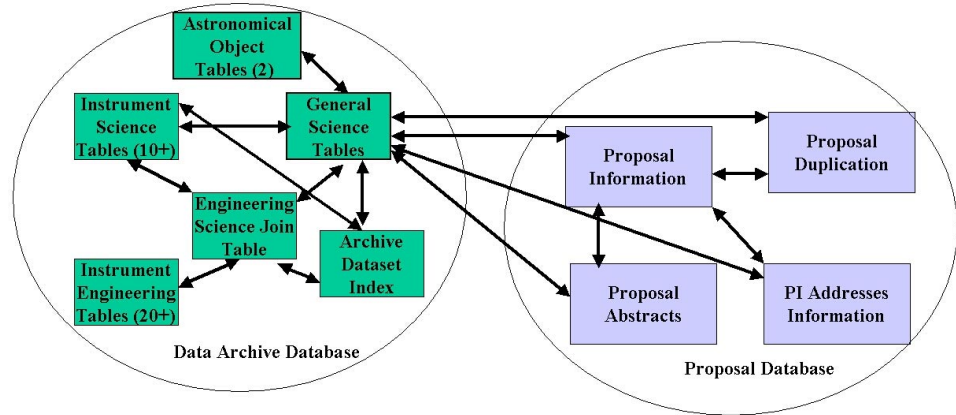 Astronomical
Object
Tables (2)
Instrument
Science
Tables (10+)
General
Science
Tables
Engineering
Science Join
Table
Archive
Dataset
Index
Instrument
Engineering
Tables (20+)
Data Archive Database
Proposal
Information
Proposal
Duplication
Proposal
Abstracts
PI Addresses
Information
Proposal Database